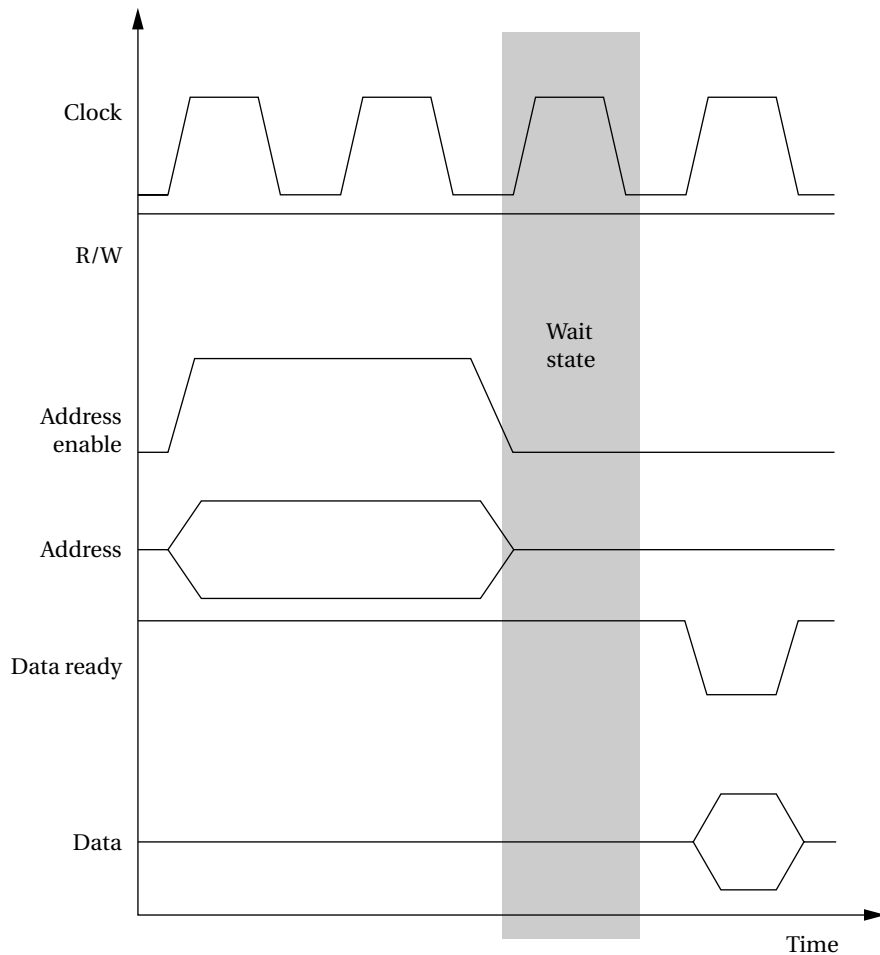 Clock
R/W
Wait
state
Address
enable
Address
Data ready
Data
Time